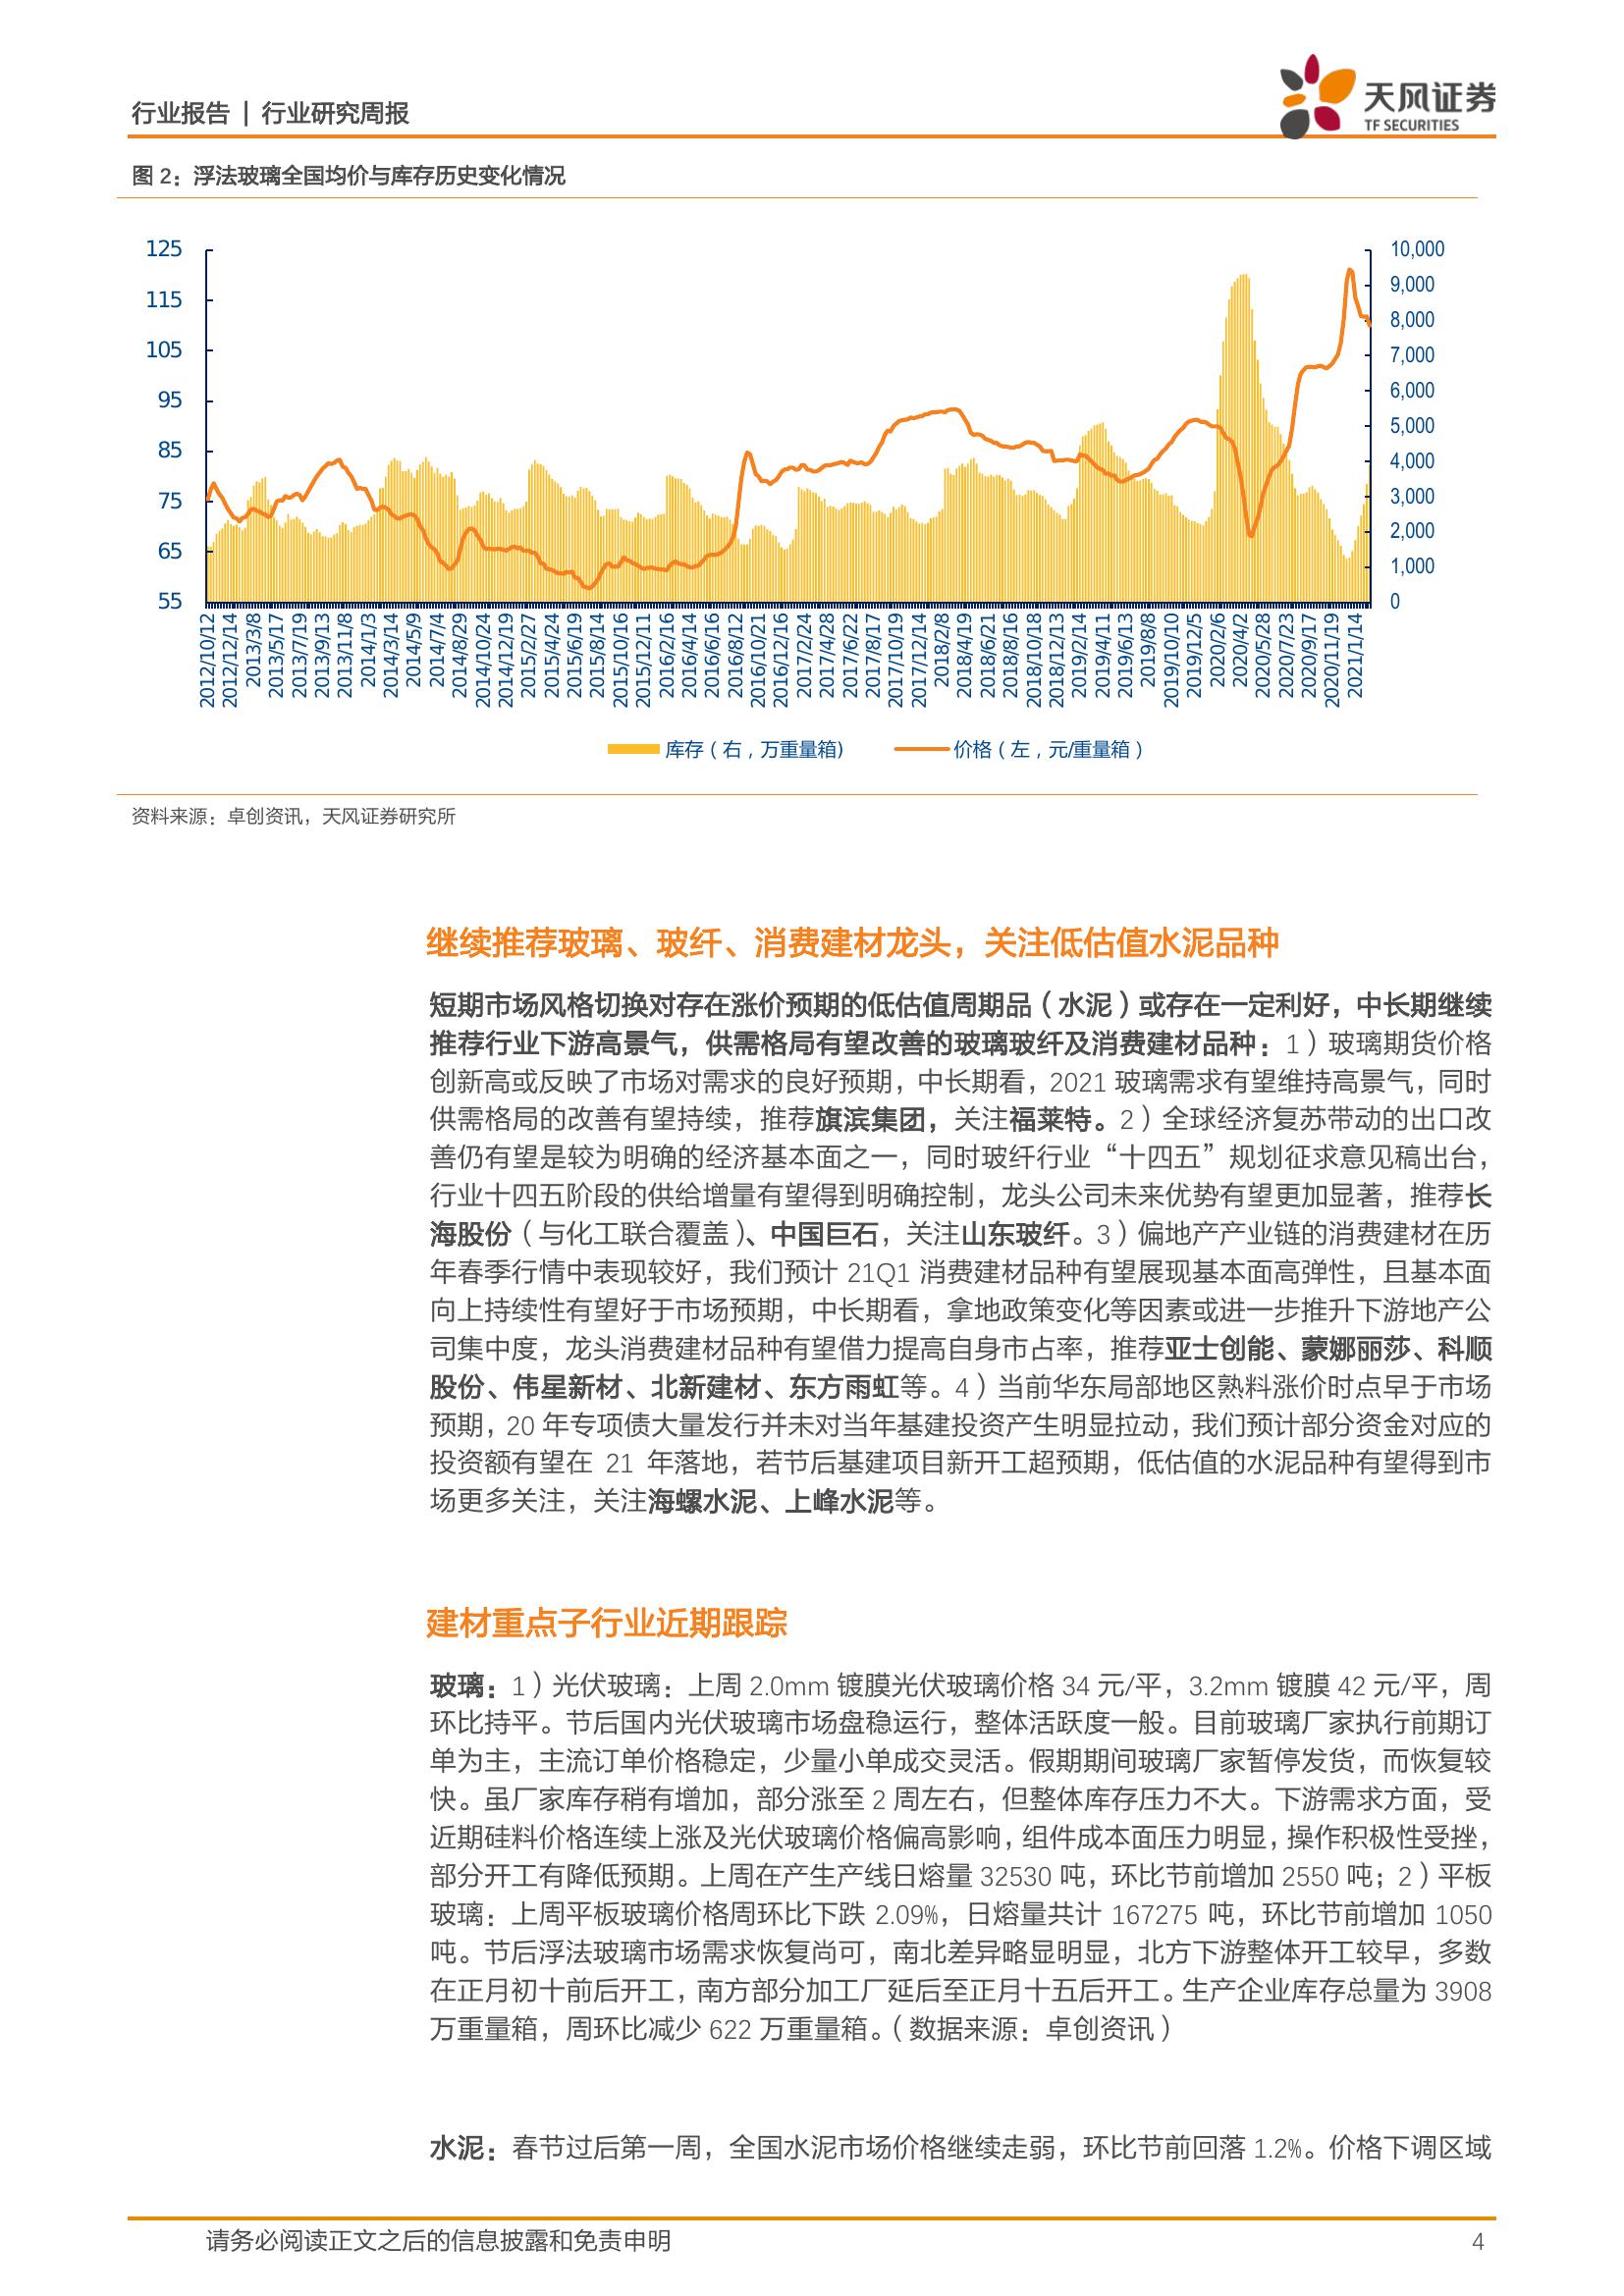 行业报告 | 行业研究周报
天风证券
TF SECURITIES
图 2：浮法玻璃全国均价与库存历史变化情况
125
115
105
95
85
75
65
55
10,000
9,000
8,000
7,000
6,000
5,000
4,000
3,000
2,000
1,000
0
2012/10/12
2012/12/14
2013/3/8
2013/5/17
2013/7/19
2013/9/13
2013/11/8
2014/1/3
2014/3/14
2014/5/9
2014/7/4
2014/8/29
2014/10/24
2014/12/19
2015/2/27
2015/4/24
2015/6/19
2015/8/14
2015/10/16
2015/12/11
2016/2/16
2016/4/14
2016/6/16
2016/8/12
2016/10/21
2016/12/16
2017/2/24
2017/4/28
2017/6/22
2017/8/17
2017/10/19
2017/12/14
2018/2/8
2018/4/19
2018/6/21
2018/8/16
2018/10/18
2018/12/13
2019/2/14
2019/4/11
2019/6/13
2019/8/8
2019/10/10
2019/12/5
2020/2/6
2020/4/2
2020/5/28
2020/7/23
2020/9/17
2020/11/19
2021/1/14
库存（右，万重量箱)
价格（左，元/重量箱）
资料来源：卓创资讯，天风证券研究所
继续推荐玻璃、玻纤、消费建材龙头，关注低估值水泥品种
短期市场风格切换对存在涨价预期的低估值周期品（水泥）或存在一定利好，中长期继续
推荐行业下游高景气，供需格局有望改善的玻璃玻纤及消费建材品种：1）玻璃期货价格
创新高或反映了市场对需求的良好预期，中长期看，2021 玻璃需求有望维持高景气，同时
供需格局的改善有望持续，推荐旗滨集团，关注福莱特。2）全球经济复苏带动的出口改
善仍有望是较为明确的经济基本面之一，同时玻纤行业“十四五”规划征求意见稿出台，
行业十四五阶段的供给增量有望得到明确控制，龙头公司未来优势有望更加显著，推荐长
海股份（与化工联合覆盖）、中国巨石，关注山东玻纤。3）偏地产产业链的消费建材在历
年春季行情中表现较好，我们预计 21Q1 消费建材品种有望展现基本面高弹性，且基本面
向上持续性有望好于市场预期，中长期看，拿地政策变化等因素或进一步推升下游地产公
司集中度，龙头消费建材品种有望借力提高自身市占率，推荐亚士创能、蒙娜丽莎、科顺
股份、伟星新材、北新建材、东方雨虹等。4）当前华东局部地区熟料涨价时点早于市场
预期，20 年专项债大量发行并未对当年基建投资产生明显拉动，我们预计部分资金对应的
投资额有望在 21 年落地，若节后基建项目新开工超预期，低估值的水泥品种有望得到市
场更多关注，关注海螺水泥、上峰水泥等。
建材重点子行业近期跟踪
玻璃：1）光伏玻璃：上周 2.0mm 镀膜光伏玻璃价格 34 元/平，3.2mm 镀膜 42 元/平，周
环比持平。节后国内光伏玻璃市场盘稳运行，整体活跃度一般。目前玻璃厂家执行前期订
单为主，主流订单价格稳定，少量小单成交灵活。假期期间玻璃厂家暂停发货，而恢复较
快。虽厂家库存稍有增加，部分涨至 2 周左右，但整体库存压力不大。下游需求方面，受
近期硅料价格连续上涨及光伏玻璃价格偏高影响，组件成本面压力明显，操作积极性受挫，
部分开工有降低预期。上周在产生产线日熔量 32530 吨，环比节前增加 2550 吨；2）平板
玻璃：上周平板玻璃价格周环比下跌 2.09%，日熔量共计 167275 吨，环比节前增加 1050
吨。节后浮法玻璃市场需求恢复尚可，南北差异略显明显，北方下游整体开工较早，多数
在正月初十前后开工，南方部分加工厂延后至正月十五后开工。生产企业库存总量为 3908
万重量箱，周环比减少 622 万重量箱。（数据来源：卓创资讯）
水泥：春节过后第一周，全国水泥市场价格继续走弱，环比节前回落 1.2%。价格下调区域
请务必阅读正文之后的信息披露和免责申明
4